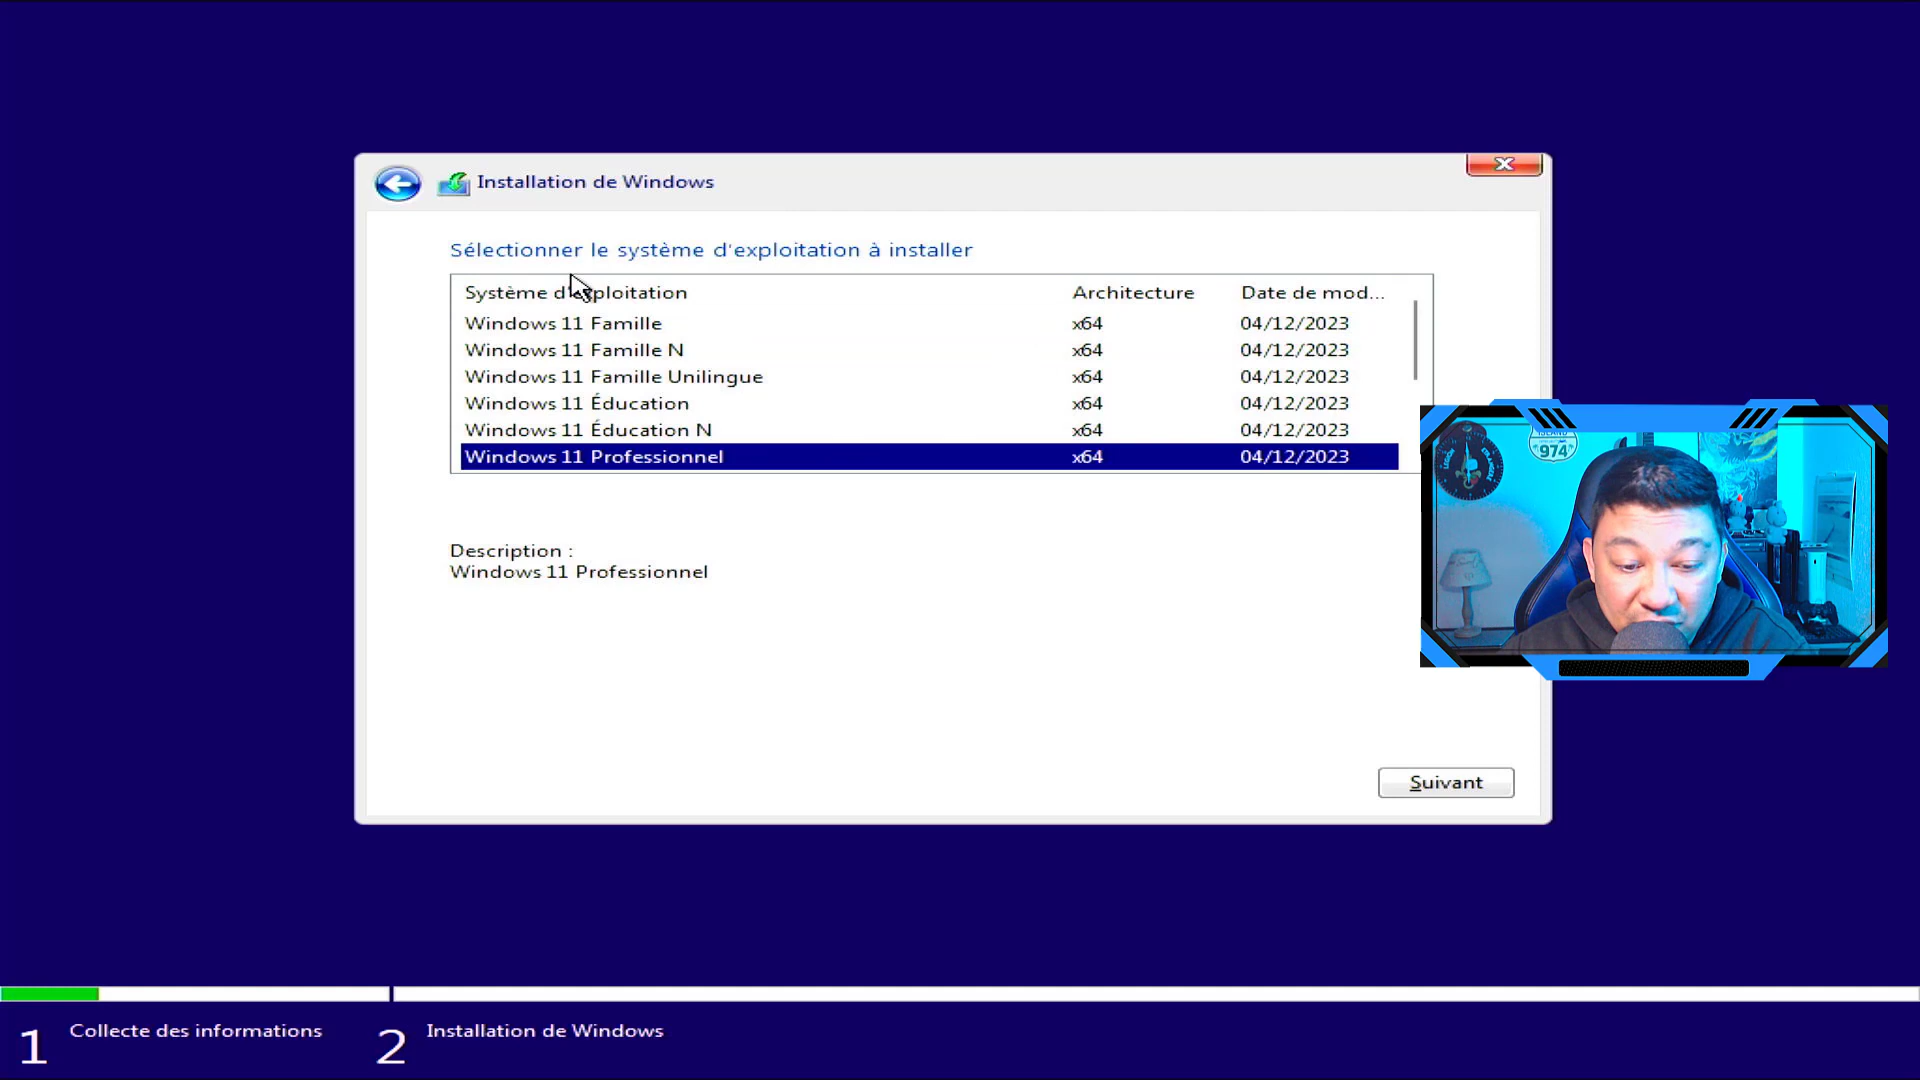 Installation de Windows
Sélectionner le système d'exploitation à installer
Système d'exploitation Architecture Date de mod...
Windows 11 Famille x64 04/12/2023
Windows 11 Famille N x64 04/12/2023
Windows 11 Famille Unilingue x64 04/12/2023
Windows 11 Éducation x64 04/12/2023
Windows 11 Éducation N x64 04/12/2023
Windows 11 Professionnel x64 04/12/2023
974
Description :
Windows 11 Professionnel
Suivant
1 Collecte des informations 2 Installation de Windows